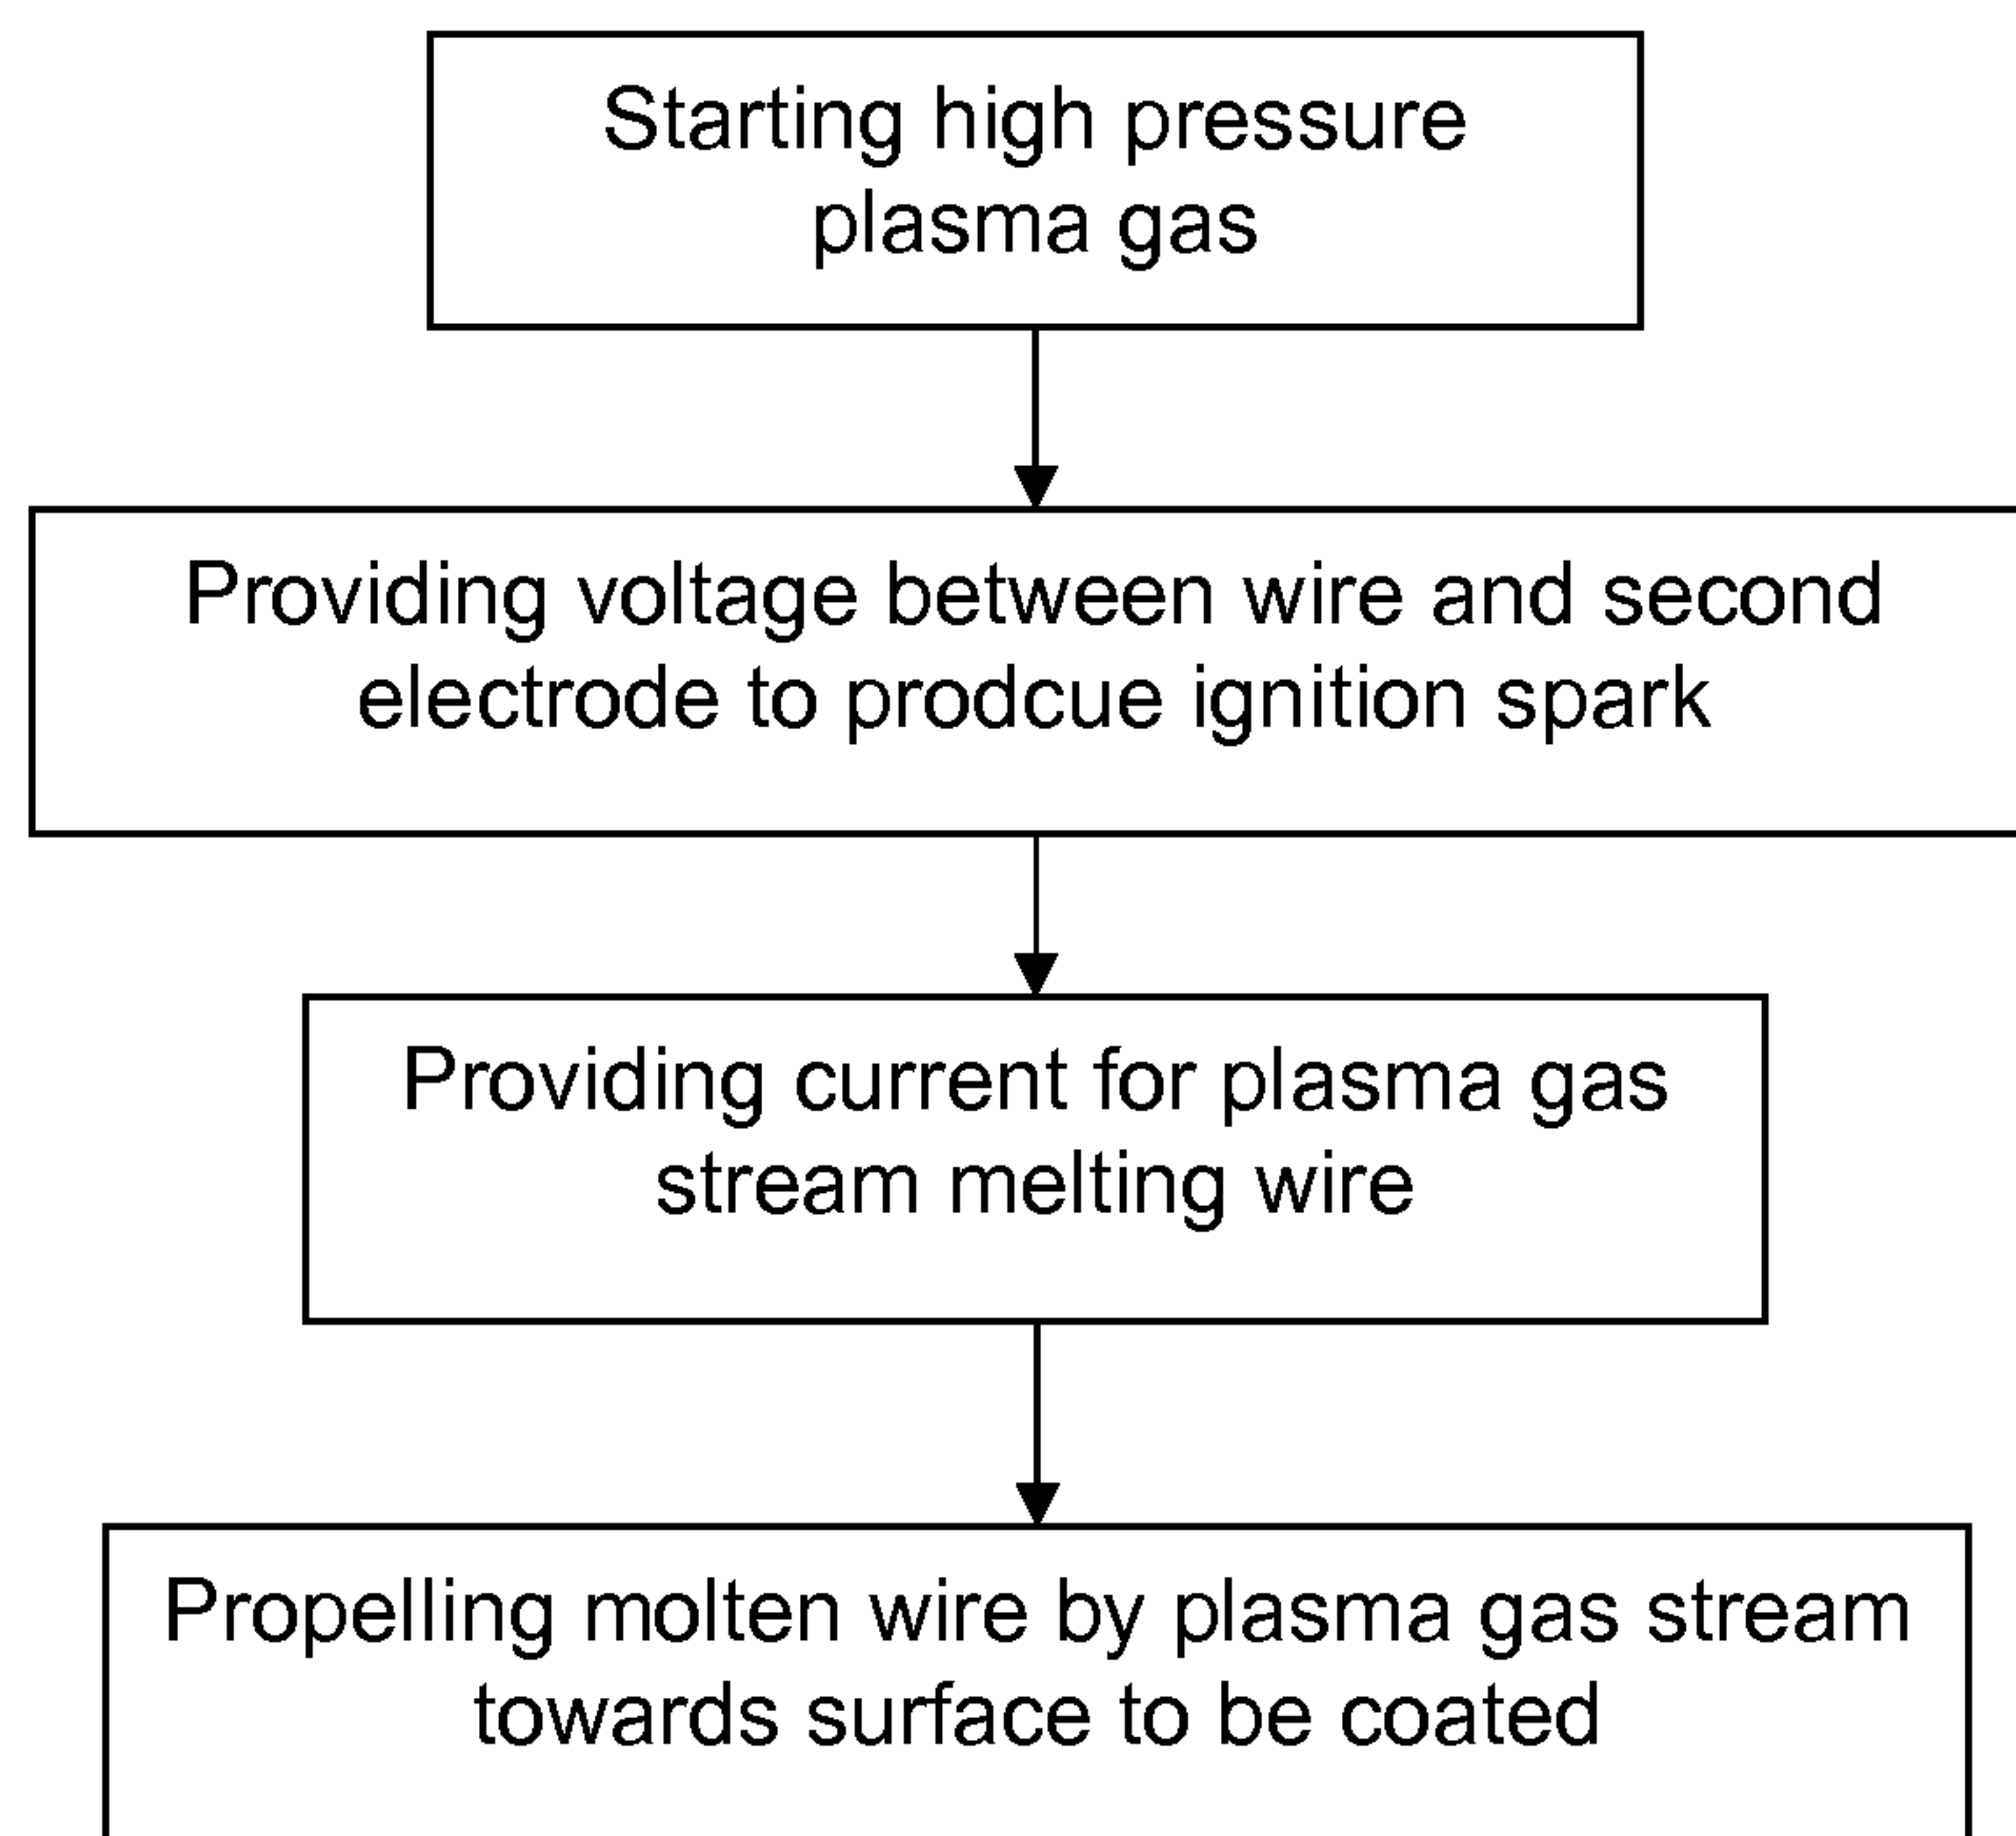 Starting high pressure
plasma gas
Providing voltage between wire and second
electrode to prodcue ignition spark
Providing current for plasma gas
stream melting wire
Propelling molten wire by plasma gas stream
towards surface to be coated